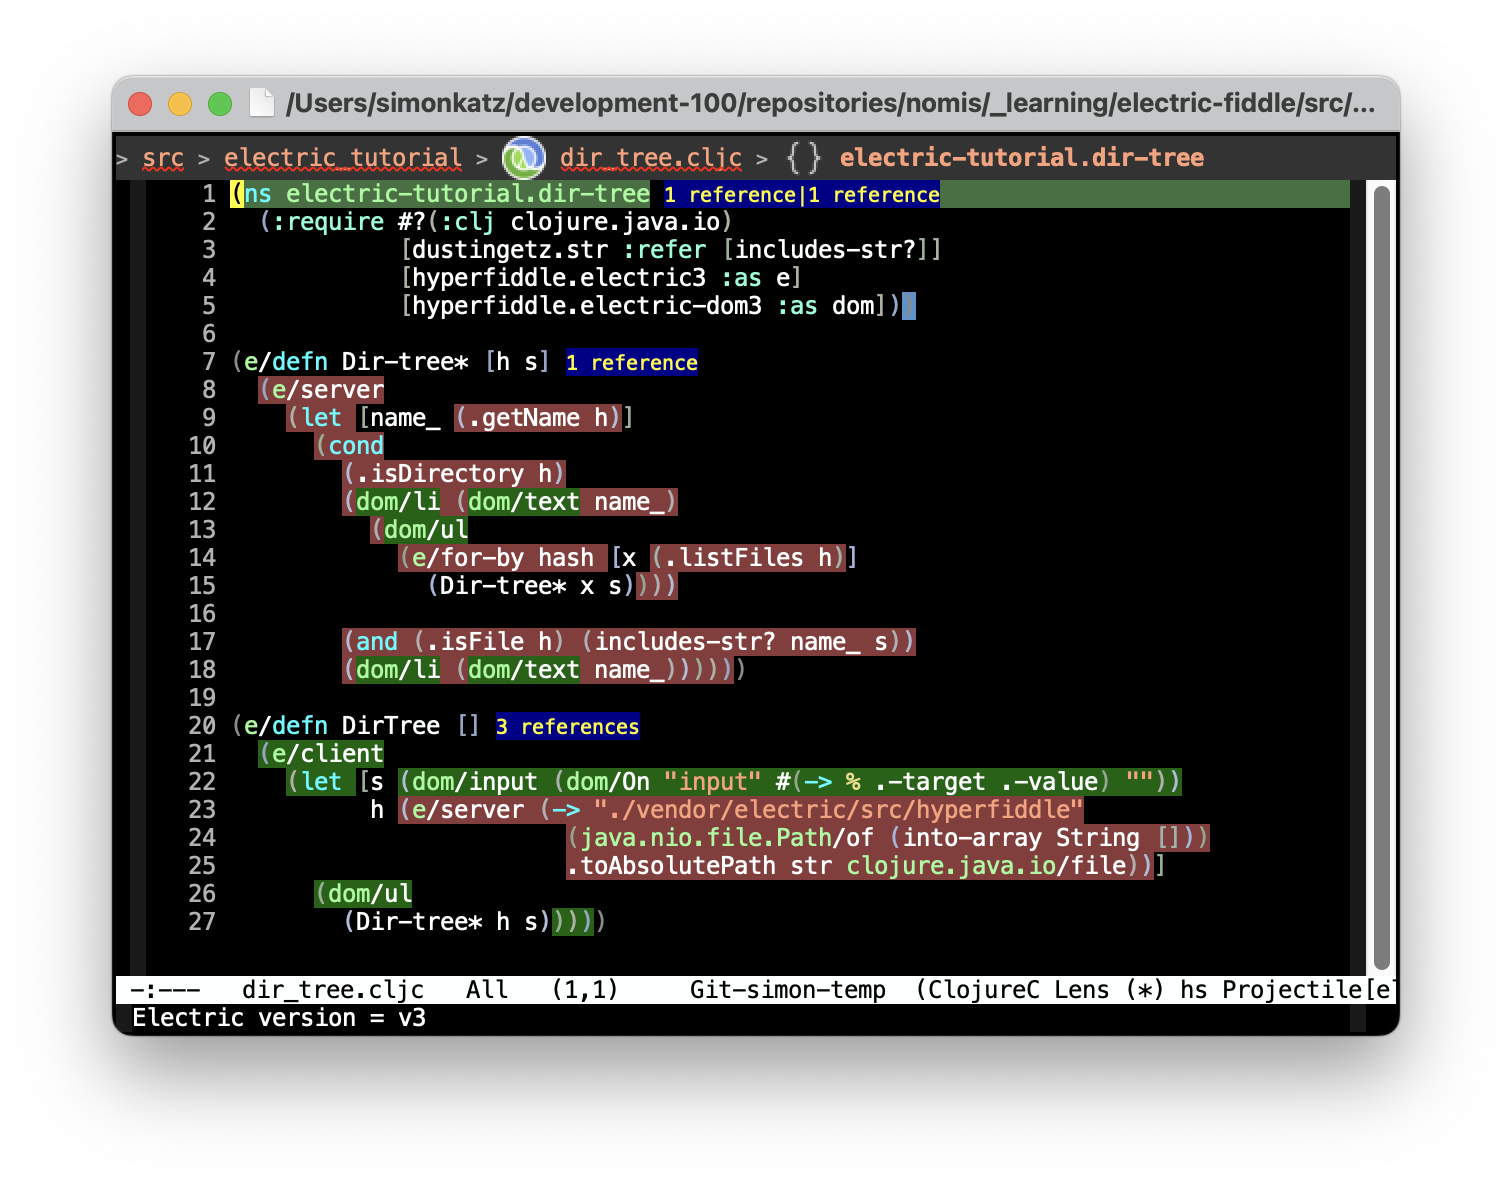 /Users/simonkatz/development-100/repositories/nomis/_learning/electric-fiddle/src/...
> src > electric_tutorial > dir_tree.cljc > {} electric-tutorial.dir-tree
1 (ns electric-tutorial.dir-tree 1 reference|1 reference
2   (:require #?(:clj clojure.java.io)
3             [dustingetz.str :refer [includes-str?]]
4             [hyperfiddle.electric3 :as e]
5             [hyperfiddle.electric-dom3 :as dom]))
6
7 (e/defn Dir-tree* [h s] 1 reference
8   (e/server
9     (let [name_ (.getName h)]
10       (cond
11         (.isDirectory h)
12         (dom/li (dom/text name_)
13           (dom/ul
14             (e/for-by hash [x (.listFiles h)]
15               (Dir-tree* x s))))
16
17         (and (.isFile h) (includes-str? name_ s))
18         (dom/li (dom/text name_))))))
19
20 (e/defn DirTree [] 3 references
21   (e/client
22     (let [s (dom/input (dom/On "input" #(-> % .-target .-value) ""))
23           h (e/server (-> "./vendor/electric/src/hyperfiddle"
24                         (java.nio.file.Path/of (into-array String []))
25                         .toAbsolutePath str clojure.java.io/file))]
26       (dom/ul
27         (Dir-tree* h s)))))
-:---   dir_tree.cljc   All   (1,1)     Git-simon-temp  (ClojureC Lens (*) hs Projectile[e
Electric version = v3